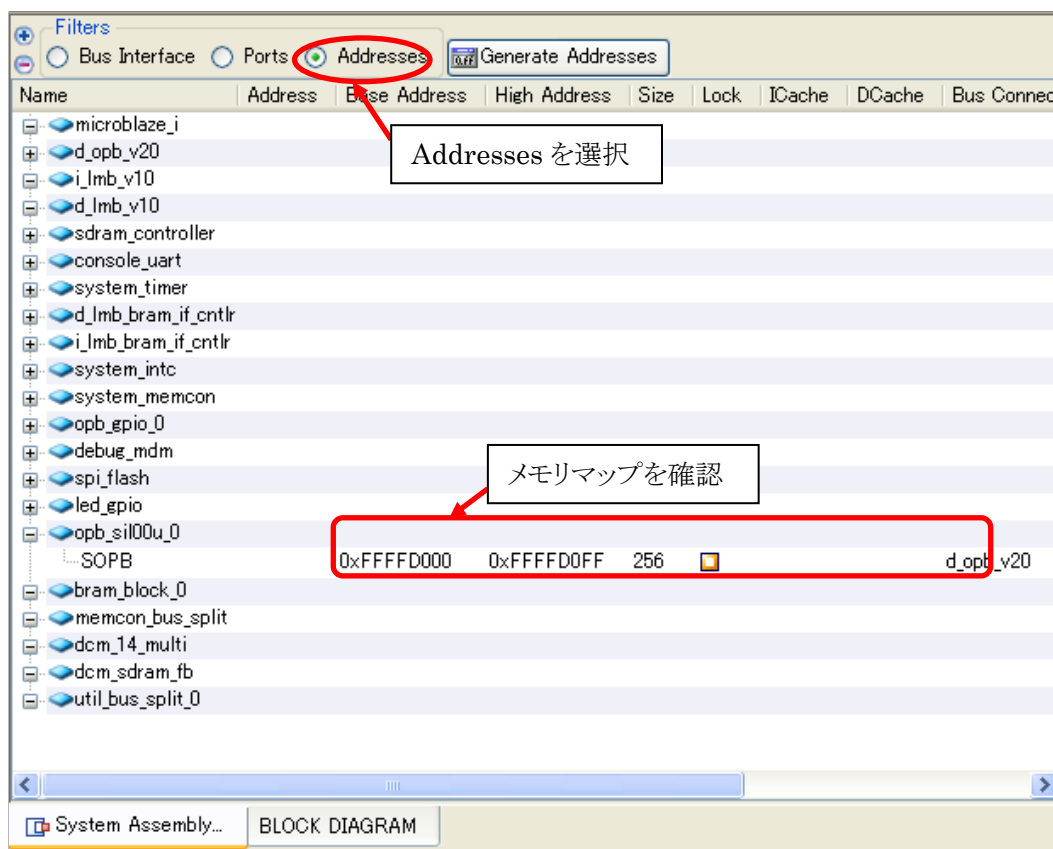 Filters
Bus Interface Ports Addresses Generate Addresses
Name Address Base Address High Address Size Lock ICache DCache Bus Connec
microblaze_i
Addresses を選択
d_opb_v20
i_lmb_v10
d_lmb_v10
sdram_controller
console_uart
system_timer
d_lmb_bram_if_cntlr
i_lmb_bram_if_cntlr
system_intc
system_memcon
opb_gpio_0
debug_mdm
メモリマップを確認
spi_flash
led_gpio
opb_sil00u_0
SOPB 0xFFFFD000 0xFFFFD0FF 256 d_opb_v20
bram_block_0
memcon_bus_split
dcm_14_multi
dcm_sdram_fb
util_bus_split_0
System Assembly... BLOCK DIAGRAM